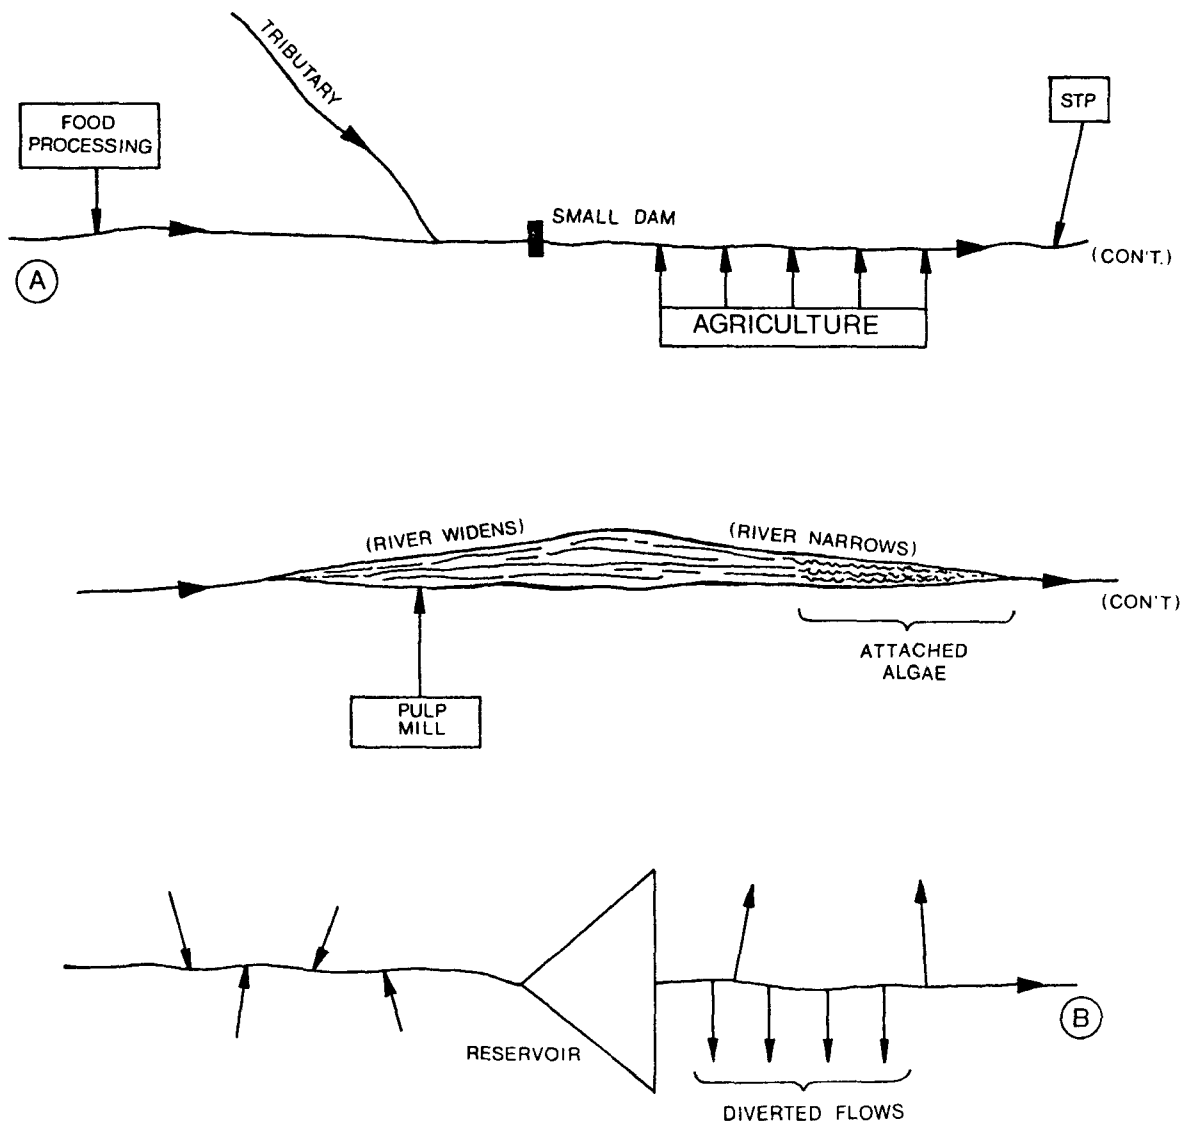 TRIBUTARY
FOOD
PROCESSING
STP
SMALL DAM
(CON'T.)
A
AGRICULTURE
(RIVER WIDENS)
(RIVER NARROWS)
(CON'T)
ATTACHED
ALGAE
PULP
MILL
RESERVOIR
B
DIVERTED FLOWS